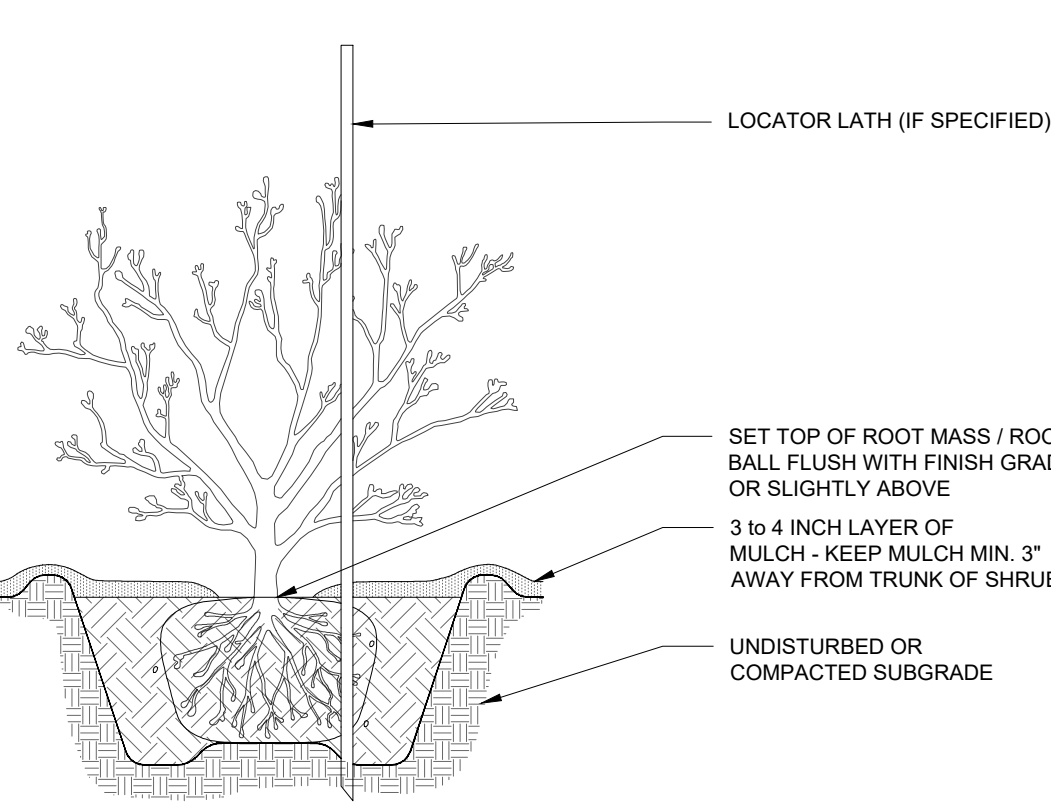 LOCATOR LATH (IF SPECIFIED)
SET TOP OF ROOT MASS /
BALL FLUSH WITH FINISH
OR SLIGHTLY ABOVE
3 to 4 INCH LAYER OF
MULCH - KEEP MULCH MIN. 3"
AWAY FROM TRUNK OF
UNDISTURBED OR
COMPACTED SUBGRADE